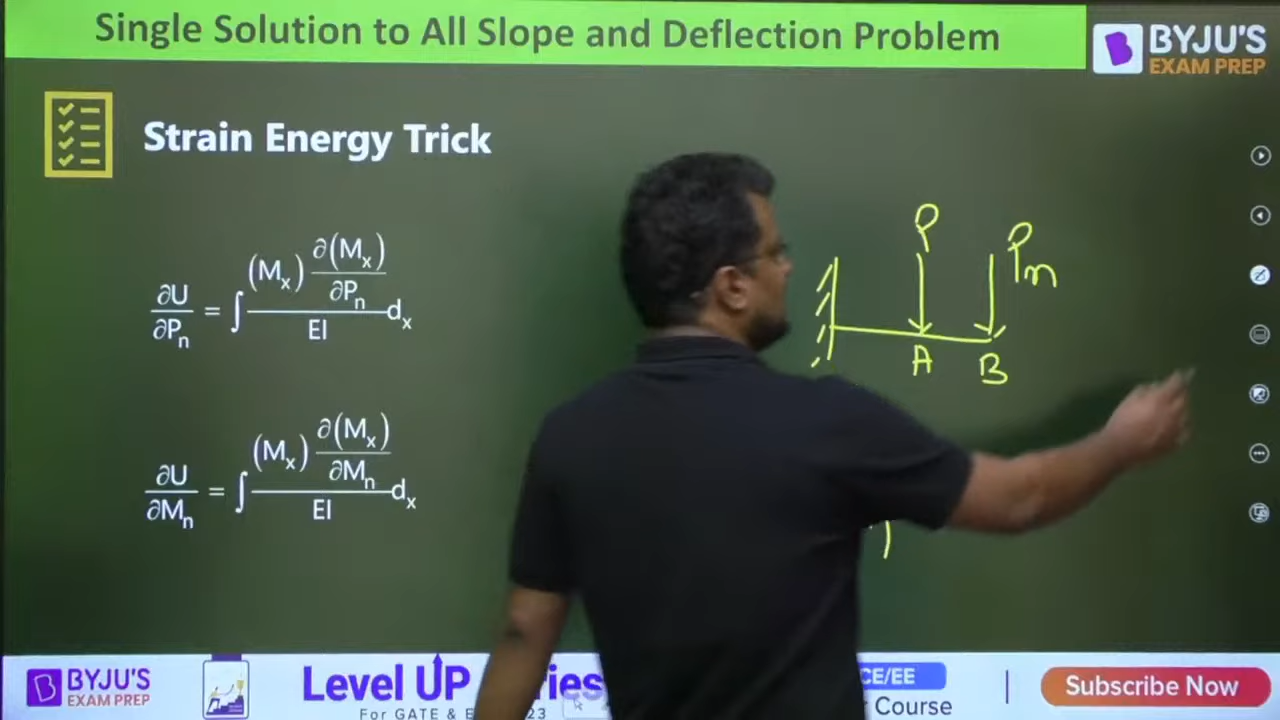 Single Solution to All Slope and Deflection Problem
BYJU'S
EXAM PREP
Strain Energy Trick
∂U/∂Pₙ = ∫ (Mₓ) ∂(Mₓ)/∂Pₙ / EI dₓ
∂U/∂Mₙ = ∫ (Mₓ) ∂(Mₓ)/∂Mₙ / EI dₓ
P
Pn
A
B
BYJU'S
EXAM PREP
Level UP
For GATE &
23
CE/EE
Course
Subscribe Now